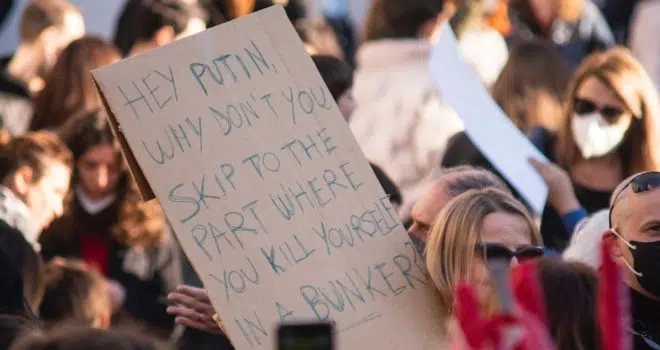 HEY PUTIN,
WHY DON'T YOU
SKIP TO THE
PART WHERE
YOU KILL YOURSELF
IN A BUNKER?